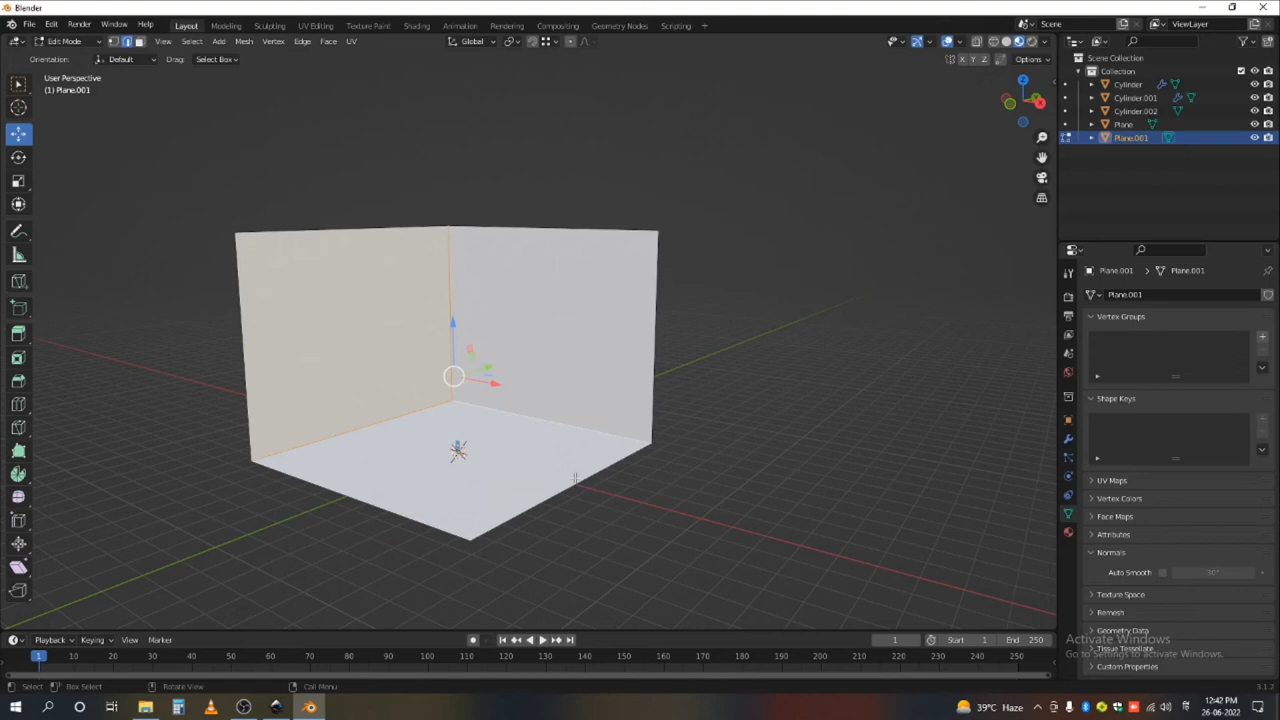 Blender
File Edit Render Window Help Layout Modeling Sculpting UV Editing Texture Paint Shading Animation Rendering Compositing Geometry Nodes Scripting + Scene ViewLayer
Edit Mode View Select Add Mesh Vertex Edge Face UV Global
Orientation: Default Drag: Select Box X Y Z Options
User Perspective
(1) Plane.001
Scene Collection
Collection
Cylinder
Cylinder.001
Cylinder.002
Plane
Plane.001
Z
Plane.001 Plane.001
Plane.001
Vertex Groups
Shape Keys
UV Maps
Vertex Colors
Face Maps
Attributes
Normals
Auto Smooth 30°
Texture Space
Remesh
Geometry Data
Tissue Tessellate
Custom Properties
Activate Windows
Go to Settings to activate Windows.
Playback Keying View Marker 1 Start 1 End 250
1 10 20 30 40 50 60 70 80 90 100 110 120 130 140 150 160 170 180 190 200 210 220 230 240 250
Select Box Select Rotate View Call Menu 3.1.2
39°C Haze 12:42 PM
26-06-2022